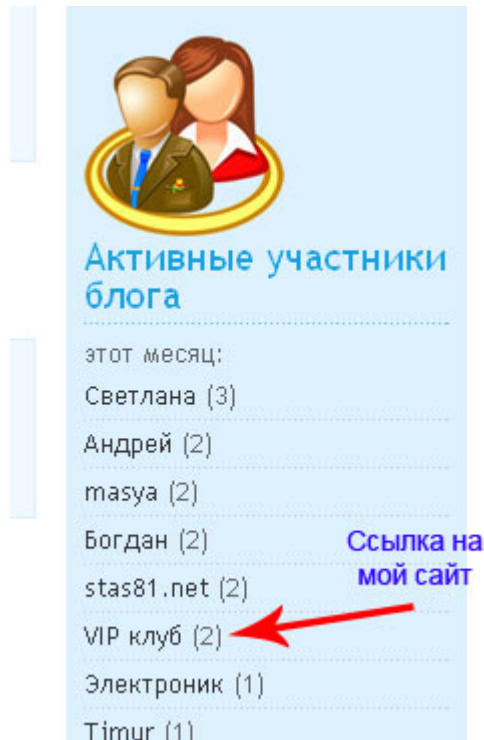 Активные участники
блога
этот месяц:
Светлана (3)
Андрей (2)
masya (2)
Богдан (2)
Ссылка на
мой сайт
stas81.net (2)
VIP клуб (2)
Электроник (1)
Timur (1)